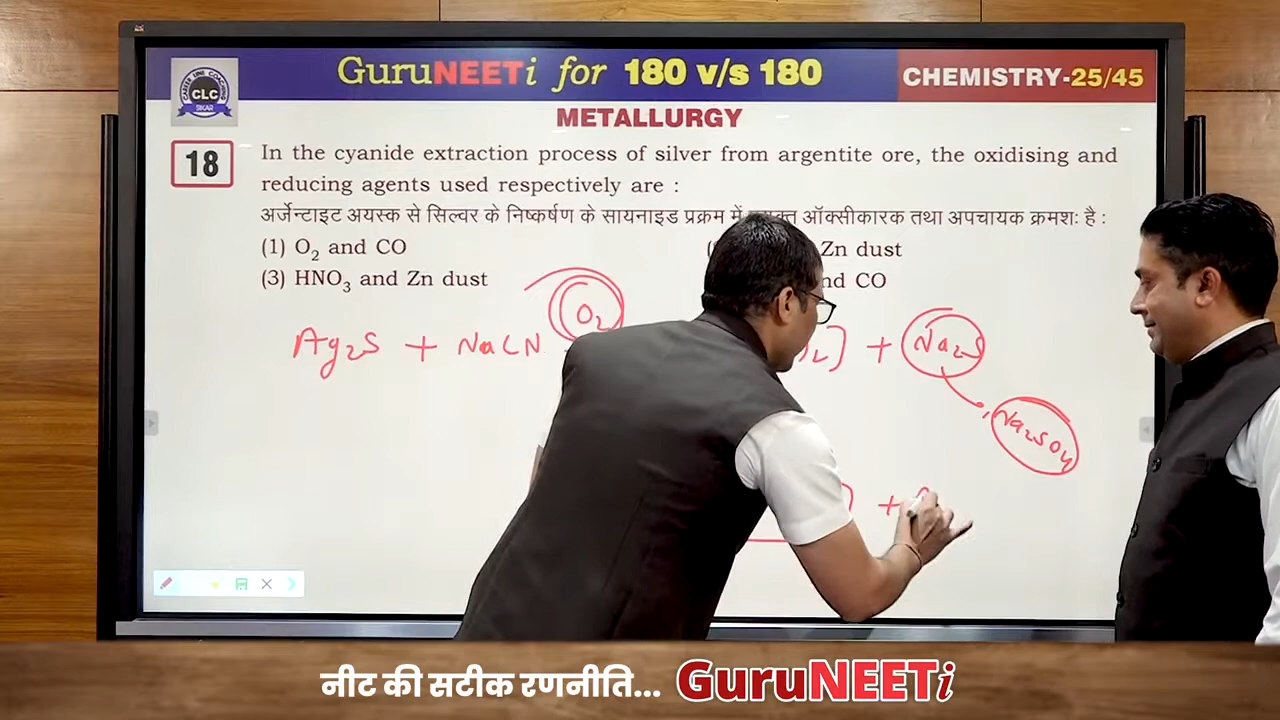 GuruNEETi for 180 v/s 180
CHEMISTRY-25/45
CLC
SIKAR
METALLURGY
18
In the cyanide extraction process of silver from argentite ore, the oxidising and
reducing agents used respectively are :
अर्जेन्टाइट अयस्क से सिल्वर के निष्कर्षण के सायनाइड प्रक्रम में ऑक्सीकारक तथा अपचायक क्रमशः है :
(1) O₂ and CO
Zn dust
(3) HNO₃ and Zn dust
and CO
O₂
Ag₂S + NaCN
] + Na₂S
Na₂SO₄
+
नीट की सटीक रणनीति... GuruNEETi